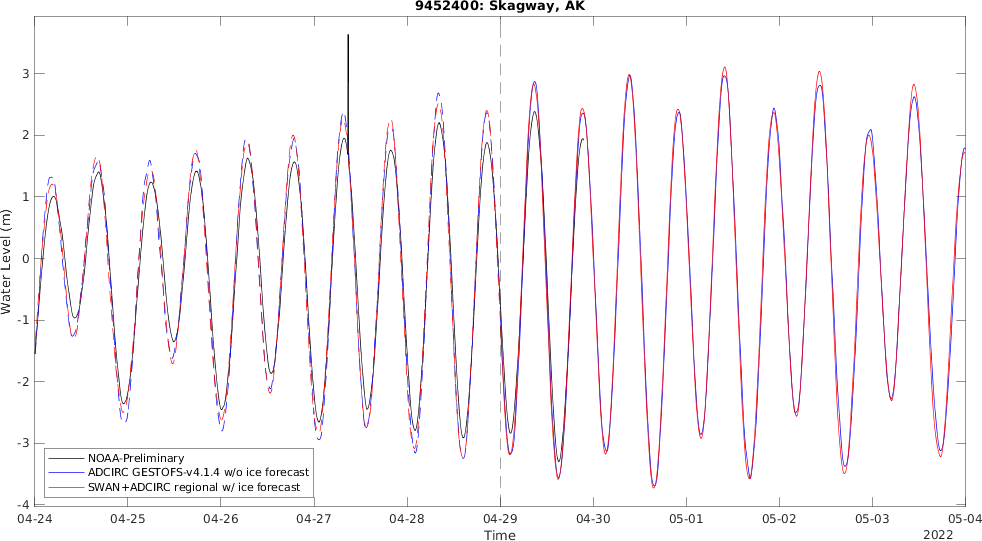 9452400: Skagway, AK
Water Level (m)
3
2
1
0
-1
-2
-3
-4
NOAA-Preliminary
ADCIRC GESTOFS-v4.1.4 w/o ice forecast
SWAN+ADCIRC regional w/ ice forecast
04-24 04-25 04-26 04-27 04-28 04-29 04-30 05-01 05-02 05-03 05-04
Time
2022